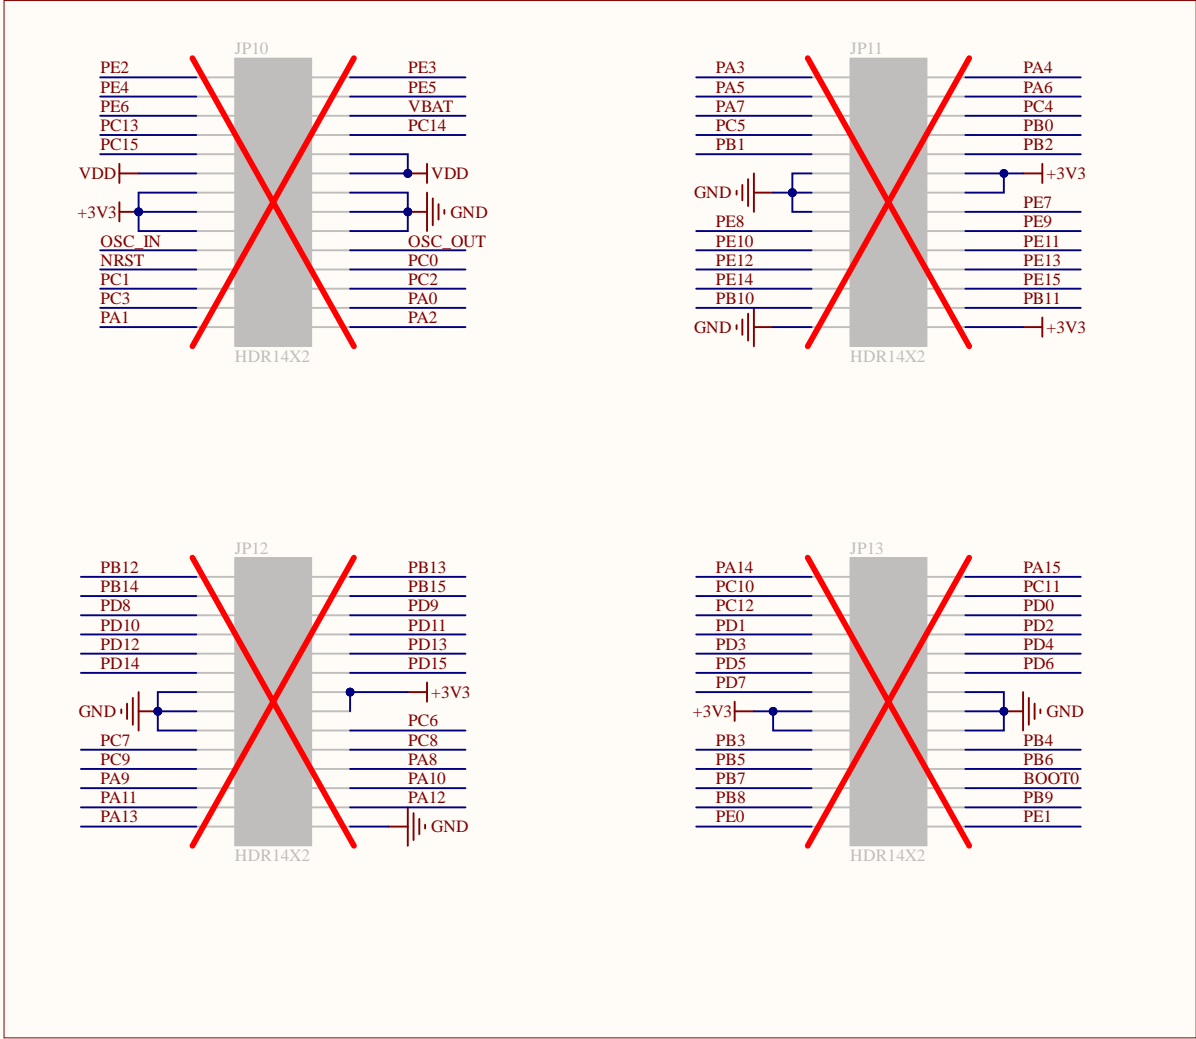 JP10
PE2 PE3
PE4 PE5
PE6 VBAT
PC13 PC14
PC15
VDD VDD
+3V3 GND
OSC_IN OSC_OUT
NRST PC0
PC1 PC2
PC3 PA0
PA1 PA2
HDR14X2
JP11
PA3 PA4
PA5 PA6
PA7 PC4
PC5 PB0
PB1 PB2
+3V3
GND
PE7
PE8 PE9
PE10 PE11
PE12 PE13
PE14 PE15
PB10 PB11
GND +3V3
HDR14X2
JP12
PB12 PB13
PB14 PB15
PD8 PD9
PD10 PD11
PD12 PD13
PD14 PD15
+3V3
GND
PC6
PC7 PC8
PC9 PA8
PA9 PA10
PA11 PA12
PA13 GND
HDR14X2
JP13
PA14 PA15
PC10 PC11
PC12 PD0
PD1 PD2
PD3 PD4
PD5 PD6
PD7
+3V3 GND
PB3 PB4
PB5 PB6
PB7 BOOT0
PB8 PB9
PE0 PE1
HDR14X2